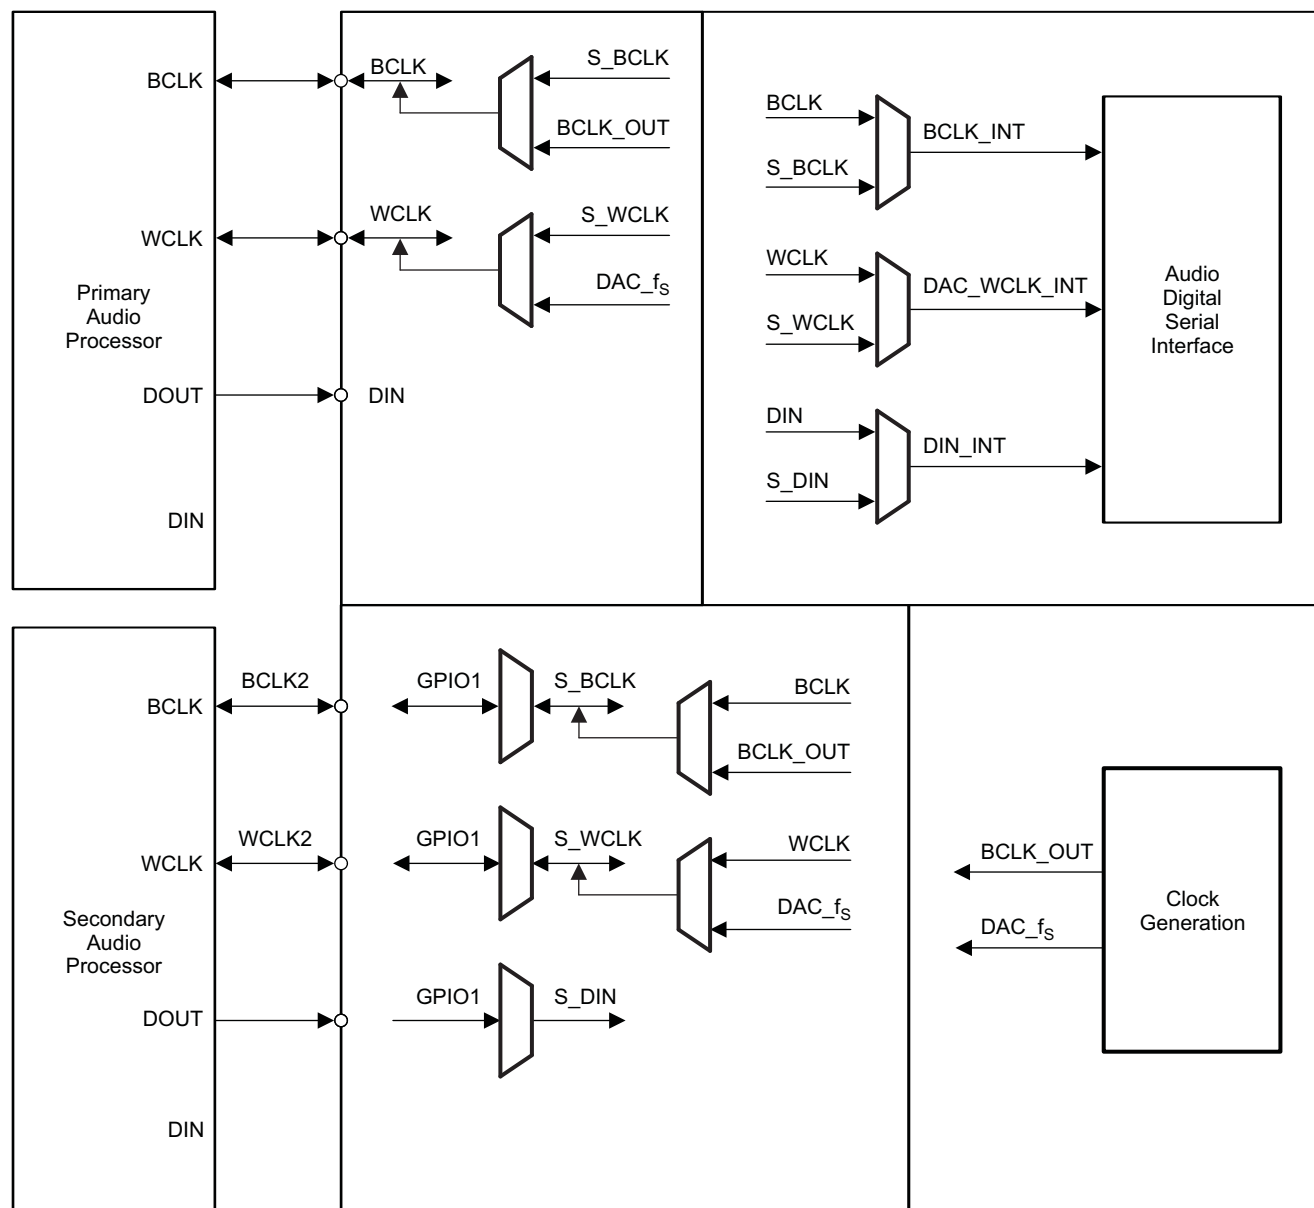 BCLK
WCLK
Primary
Audio
Processor
DOUT
DIN
BCLK
S_BCLK
BCLK_OUT
WCLK
S_WCLK
DAC_fS
DIN
BCLK
S_BCLK
BCLK_INT
WCLK
S_WCLK
DAC_WCLK_INT
DIN
S_DIN
DIN_INT
Audio
Digital
Serial
Interface
BCLK
WCLK
Secondary
Audio
Processor
DOUT
DIN
BCLK2
WCLK2
GPIO1
S_BCLK
BCLK
BCLK_OUT
GPIO1
S_WCLK
WCLK
DAC_fS
GPIO1
S_DIN
BCLK_OUT
DAC_fS
Clock
Generation